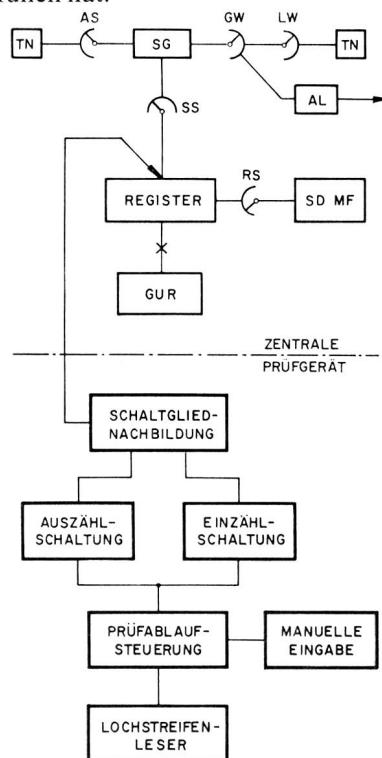 AS
GW
LW
TN
SG
TN
AL
SS
RS
REGISTER
SD MF
GUR
ZENTRALE
PRÜFGERÄT
SCHALTGLIED-
NACHBILDUNG
AUSZÄHL-
SCHALTUNG
EINZÄHL-
SCHALTUNG
PRÜFABLAUF-
STEUERUNG
MANUELLE
EINGABE
LOCHSTREIFEN-
LESER